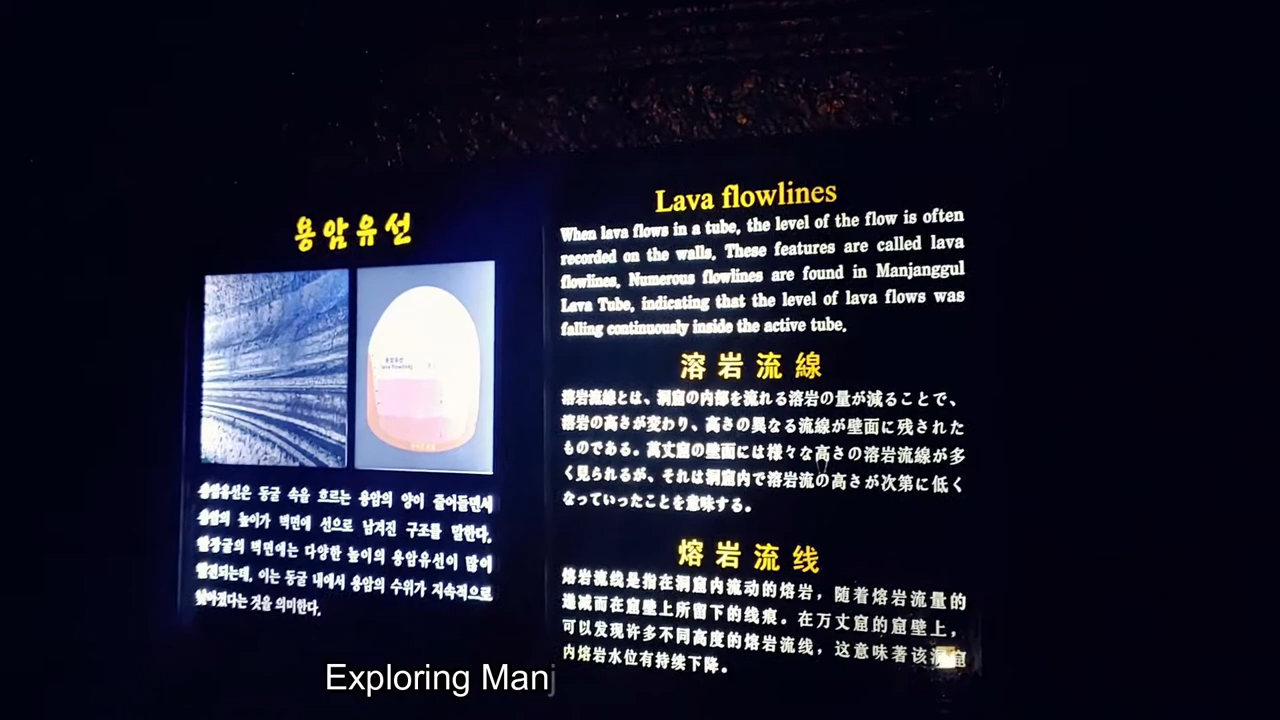 용암유선
용암유선
lava flowline
용암유선은 동굴 속을 흐르는 용암의 양이 줄어들면서
용암의 높이가 벽면에 선으로 남겨진 구조를 말한다.
만장굴의 벽면에는 다양한 높이의 용암유선이 많이
발견되는데, 이는 동굴 내에서 용암의 수위가 지속적으로
낮아졌다는 것을 의미한다.
Lava flowlines
When lava flows in a tube, the level of the flow is often
recorded on the walls. These features are called lava
flowlines. Numerous flowlines are found in Manjanggul
Lava Tube, indicating that the level of lava flows was
falling continuously inside the active tube.
溶岩流線
溶岩流線とは、洞窟の内部を流れる溶岩の量が減ることで、
溶岩の高さが変わり、高さの異なる流線が壁面に残された
ものである。萬丈窟の壁面には様々な高さの溶岩流線が多
く見られるが、それは洞窟内で溶岩流の高さが次第に低く
なっていったことを意味する。
熔岩流线
熔岩流线是指在洞窟内流动的熔岩，随着熔岩流量的
递减而在窟壁上所留下的线痕。在万丈窟的窟壁上，
可以发现许多不同高度的熔岩流线，这意味着该洞窟
内熔岩水位有持续下降。
Exploring Manj